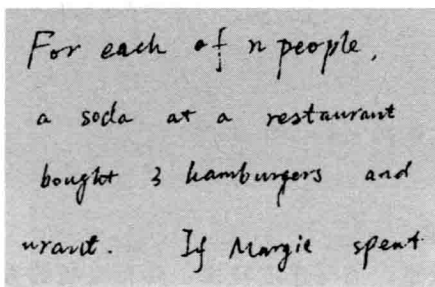 For each of n people,
a soda at a restaurant
bought 3 hamburgers and
urant. If Margie spent